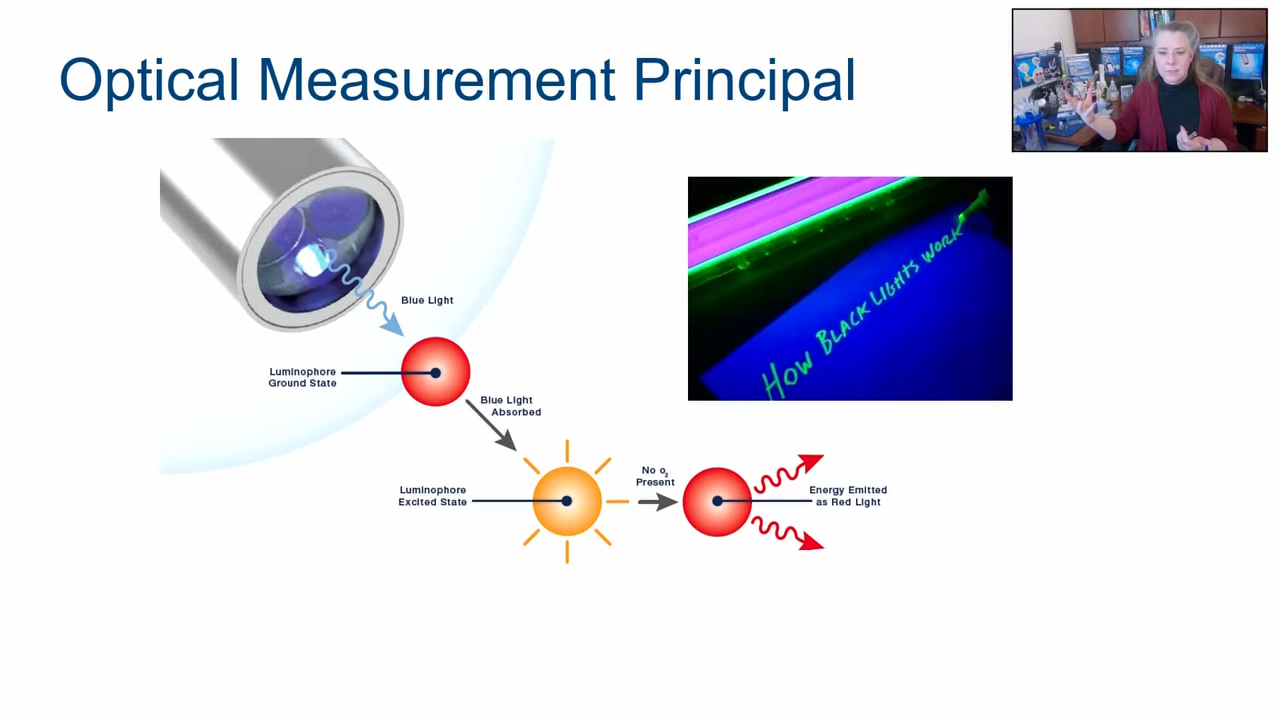 Optical Measurement Principal
Blue Light
Luminophore
Ground State
Blue Light
Absorbed
Luminophore
Excited State
No o₂
Present
Energy Emitted
as Red Light
HOW BLACK LIGHTS WORK